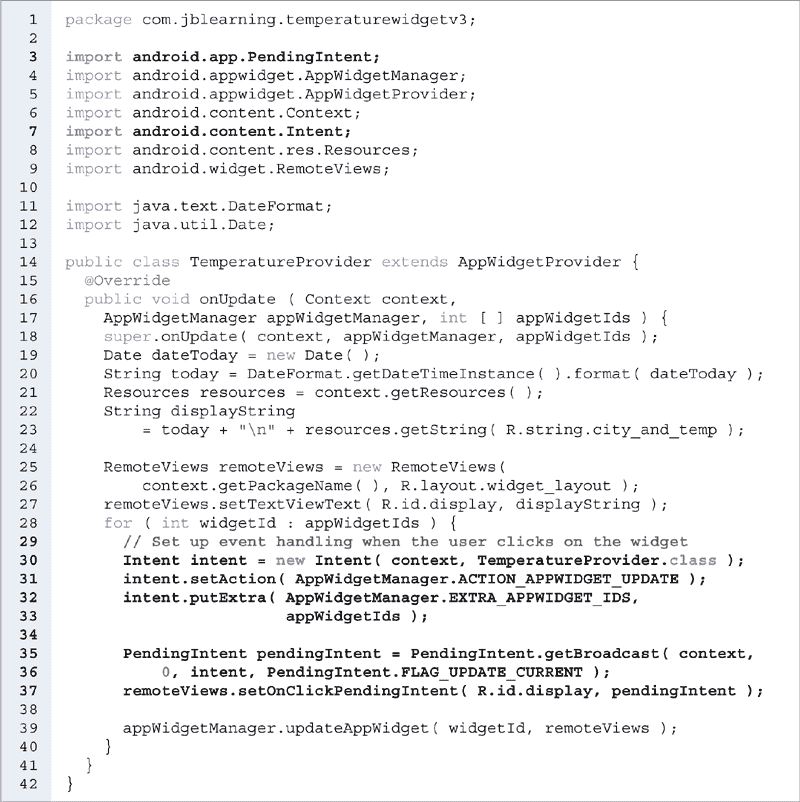 1 package com.jblearning.temperaturewidgetv3;
2
3 import android.app.PendingIntent;
4 import android.appwidget.AppWidgetManager;
5 import android.appwidget.AppWidgetProvider;
6 import android.content.Context;
7 import android.content.Intent;
8 import android.content.res.Resources;
9 import android.widget.RemoteViews;
10
11 import java.text.DateFormat;
12 import java.util.Date;
13
14 public class TemperatureProvider extends AppWidgetProvider {
15   @Override
16   public void onUpdate ( Context context,
17     AppWidgetManager appWidgetManager, int [ ] appWidgetIds ) {
18     super.onUpdate( context, appWidgetManager, appWidgetIds );
19     Date dateToday = new Date( );
20     String today = DateFormat.getDateTimeInstance( ).format( dateToday );
21     Resources resources = context.getResources( );
22     String displayString
23         = today + "\n" + resources.getString( R.string.city_and_temp );
24
25     RemoteViews remoteViews = new RemoteViews(
26         context.getPackageName( ), R.layout.widget_layout );
27     remoteViews.setTextViewText( R.id.display, displayString );
28     for ( int widgetId : appWidgetIds ) {
29       // Set up event handling when the user clicks on the widget
30       Intent intent = new Intent( context, TemperatureProvider.class );
31       intent.setAction( AppWidgetManager.ACTION_APPWIDGET_UPDATE );
32       intent.putExtra( AppWidgetManager.EXTRA_APPWIDGET_IDS,
33                        appWidgetIds );
34
35       PendingIntent pendingIntent = PendingIntent.getBroadcast( context,
36           0, intent, PendingIntent.FLAG_UPDATE_CURRENT );
37       remoteViews.setOnClickPendingIntent( R.id.display, pendingIntent );
38
39       appWidgetManager.updateAppWidget( widgetId, remoteViews );
40     }
41   }
42 }